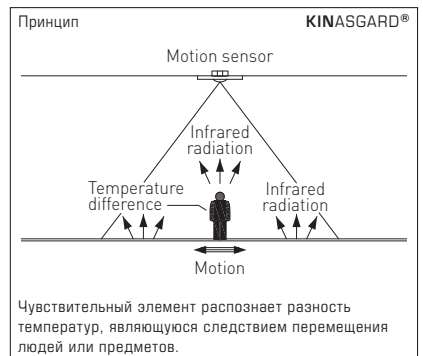 Принцип KINASGARD®
Motion sensor
Infrared
radiation
Temperature
difference
Infrared
radiation
Motion
Чувствительный элемент распознает разность
температур, являющуюся следствием перемещения
людей или предметов.